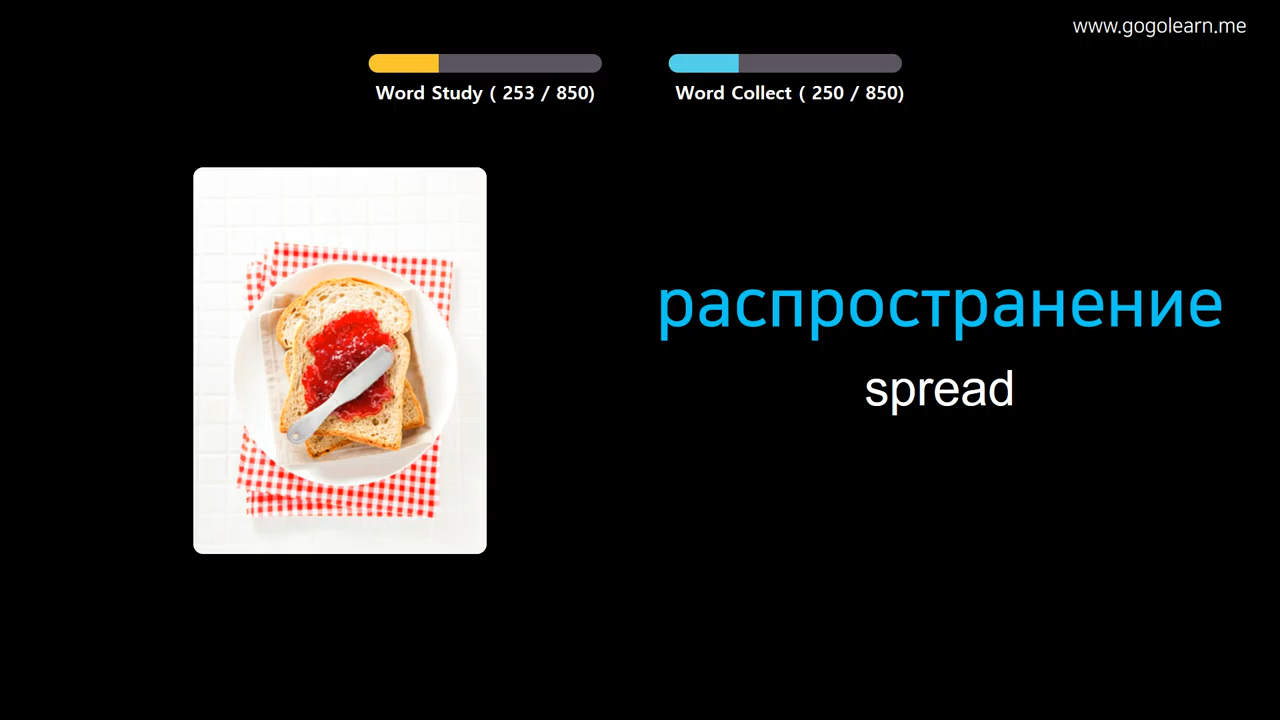 www.gogolearn.me
Word Study ( 253 / 850)
Word Collect ( 250 / 850)
распространение
spread